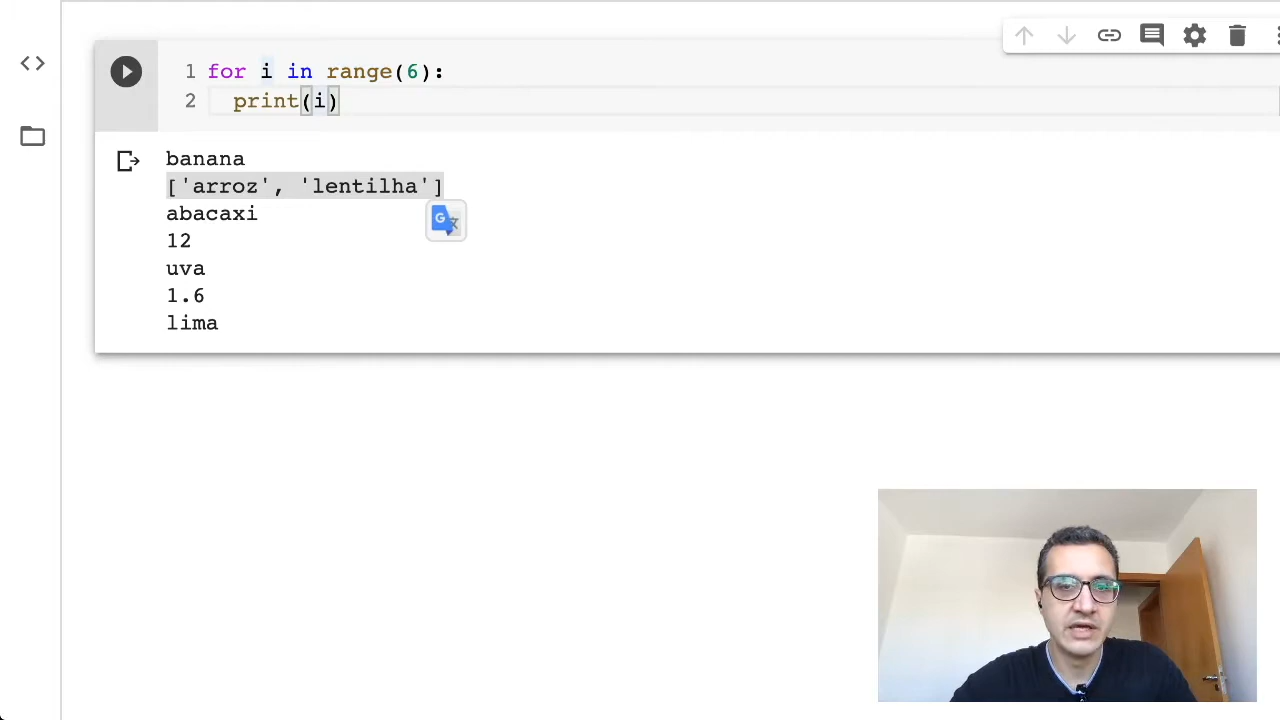 1 for i in range(6):
2 print(i)
banana
['arroz', 'lentilha']
abacaxi
12
uva
1.6
lima